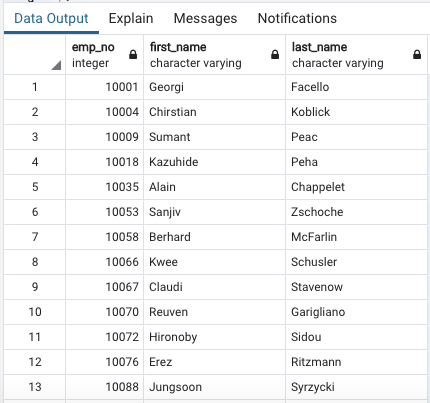 Data Output Explain Messages Notifications
emp_no first_name last_name
integer character varying character varying
1 10001 Georgi Facello
2 10004 Chirstian Koblick
3 10009 Sumant Peac
4 10018 Kazuhide Peha
5 10035 Alain Chappelet
6 10053 Sanjiv Zschoche
7 10058 Berhard McFarlin
8 10066 Kwee Schusler
9 10067 Claudi Stavenow
10 10070 Reuven Garigliano
11 10072 Hironoby Sidou
12 10076 Erez Ritzmann
13 10088 Jungsoon Syrzycki